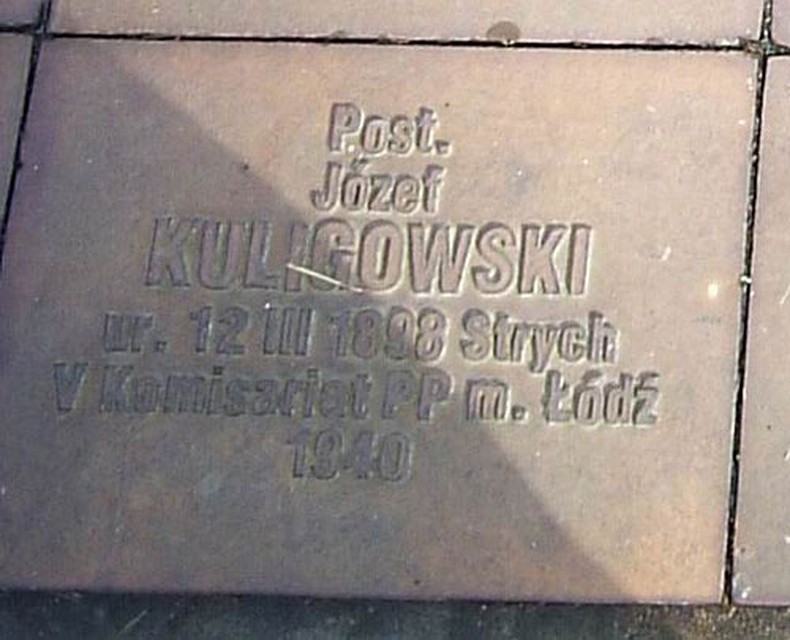 Post.
Józef
KULIGOWSKI
ur. 12 III 1898 Strych
V Komisariat PP m. Łódź
1940